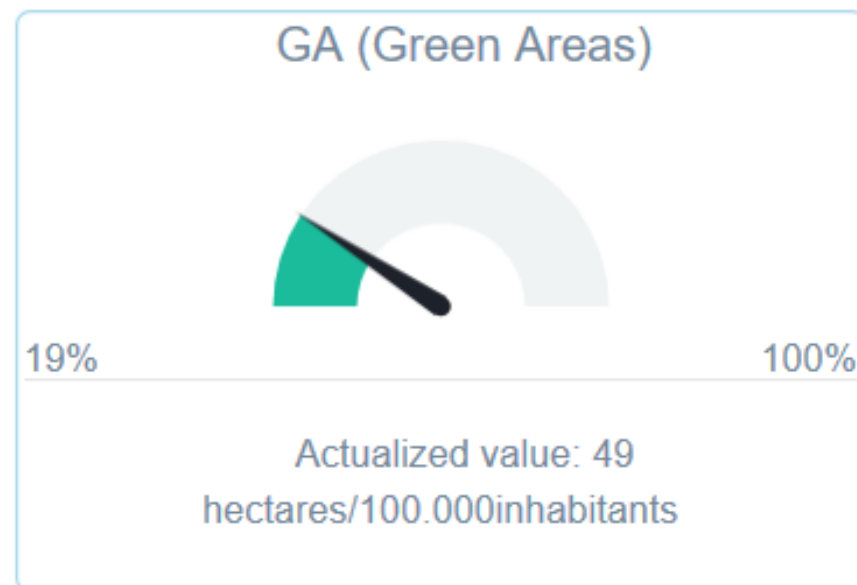 GA (Green Areas)
19% 100%
Actualized value: 49
hectares/100.000inhabitants